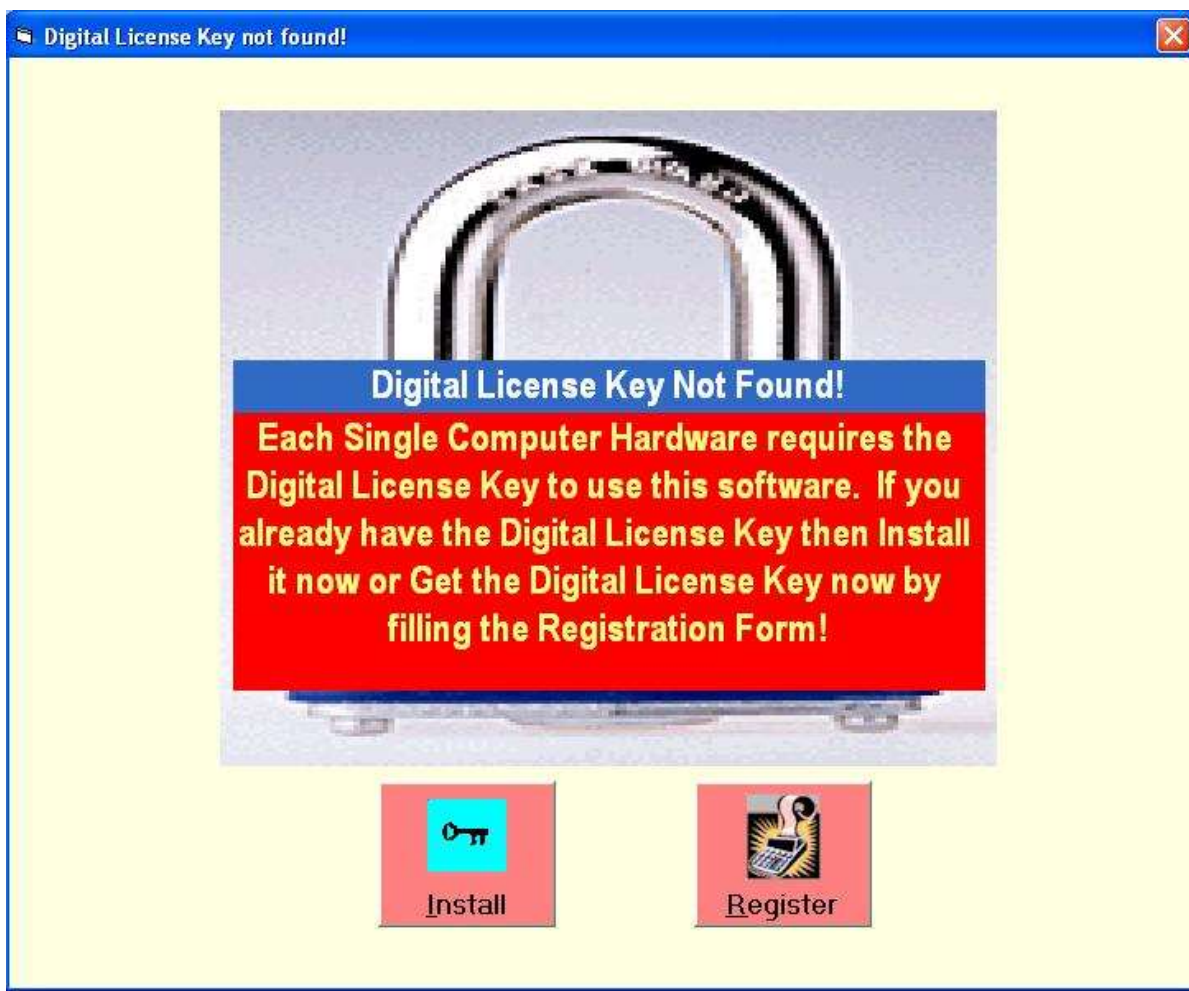 Digital License Key not found!
Digital License Key Not Found!
Each Single Computer Hardware requires the
Digital License Key to use this software.  If you
already have the Digital License Key then Install
it now or Get the Digital License Key now by
filling the Registration Form!
Install
Register